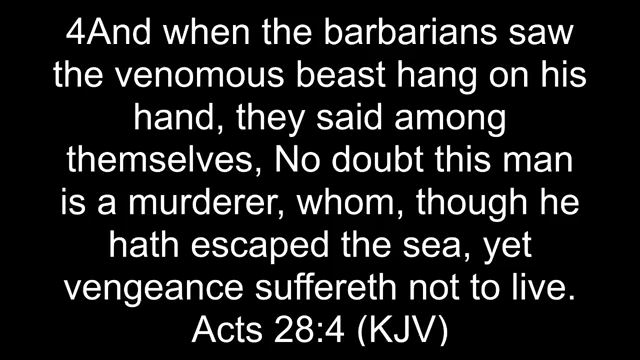 4And when the barbarians saw
the venomous beast hang on his
hand, they said among
themselves, No doubt this man
is a murderer, whom, though he
hath escaped the sea, yet
vengeance suffereth not to live.
Acts 28:4 (KJV)